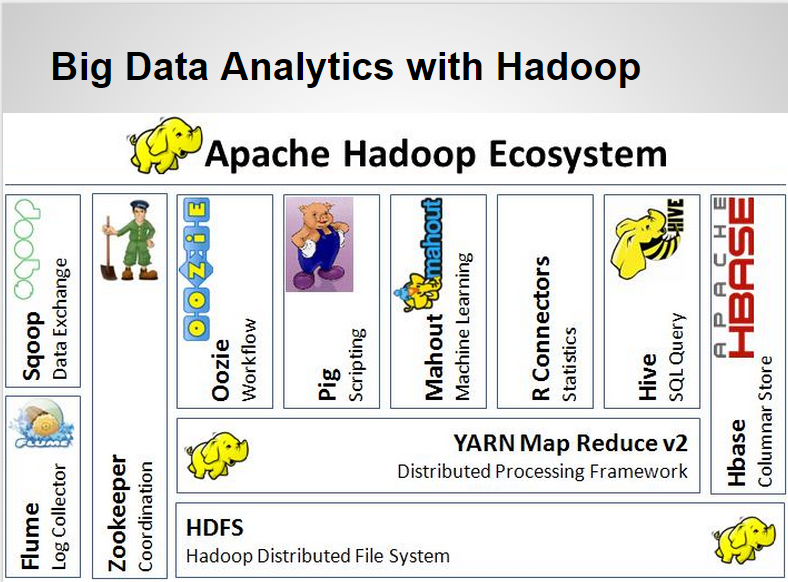 Big Data Analytics with Hadoop
Apache Hadoop Ecosystem
Sqoop
Sqoop
Data Exchange
FLUME
Flume
Log Collector
Zookeeper
Coordination
OOZIE
Oozie
Workflow
Pig
Scripting
mahout
Mahout
Machine Learning
R Connectors
Statistics
HIVE
Hive
SQL Query
APACHE
HBASE
Hbase
Columnar Store
YARN Map Reduce v2
Distributed Processing Framework
HDFS
Hadoop Distributed File System